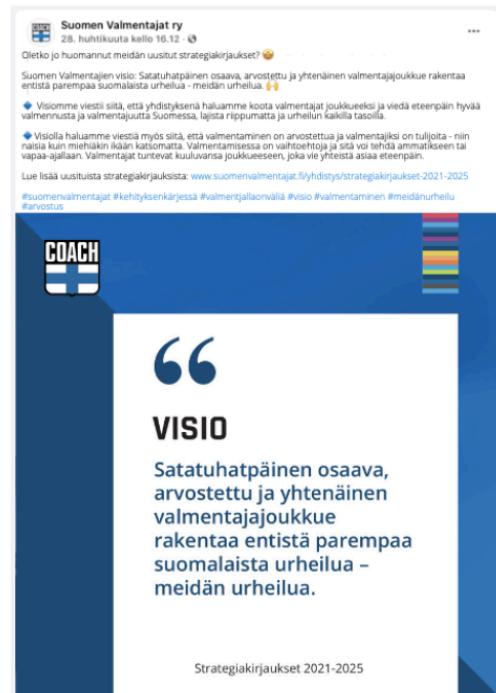 Suomen Valmentajat ry
28. huhtikuuta kello 16.12 ·
Oletko jo huomannut meidän uusitut strategiakirjaukset? 🤩
Suomen Valmentajien visio: Satatuhatpäinen osaava, arvostettu ja yhtenäinen valmentajajoukkue rakentaa
entistä parempaa suomalaista urheilua - meidän urheilua. 🙌
🔷 Visiomme viestii siitä, että yhdistyksenä haluamme koota valmentajat joukkueeksi ja viedä eteenpäin hyvää
valmennusta ja valmentajuutta Suomessa, lajista riippumatta ja urheilun kaikilla tasoilla.
🔷Visiolla haluamme viestiä myös siitä, että valmentaminen on arvostettua ja valmentajiksi on tulijoita - niin
naisia kuin miehiäkin ikään katsomatta. Valmentamisessa on vaihtoehtoja ja sitä voi tehdä ammatikseen tai
vapaa-ajallaan. Valmentajat tuntevat kuuluvansa joukkueeseen, joka vie yhteistä asiaa eteenpäin.
Lue lisää uusituista strategiakirjauksista: www.suomenvalmentajat.fi/yhdistys/strategiakirjaukset-2021-2025
#suomenvalmentajat #kehityksenkärjessä #valmentjallaonväliä #visio #valmentaminen #meidänurheilu
#arvostus
COACH
“
VISIO
Satatuhatpäinen osaava,
arvostettu ja yhtenäinen
valmentajajoukkue
rakentaa entistä parempaa
suomalaista urheilua –
meidän urheilua.
Strategiakirjaukset 2021-2025